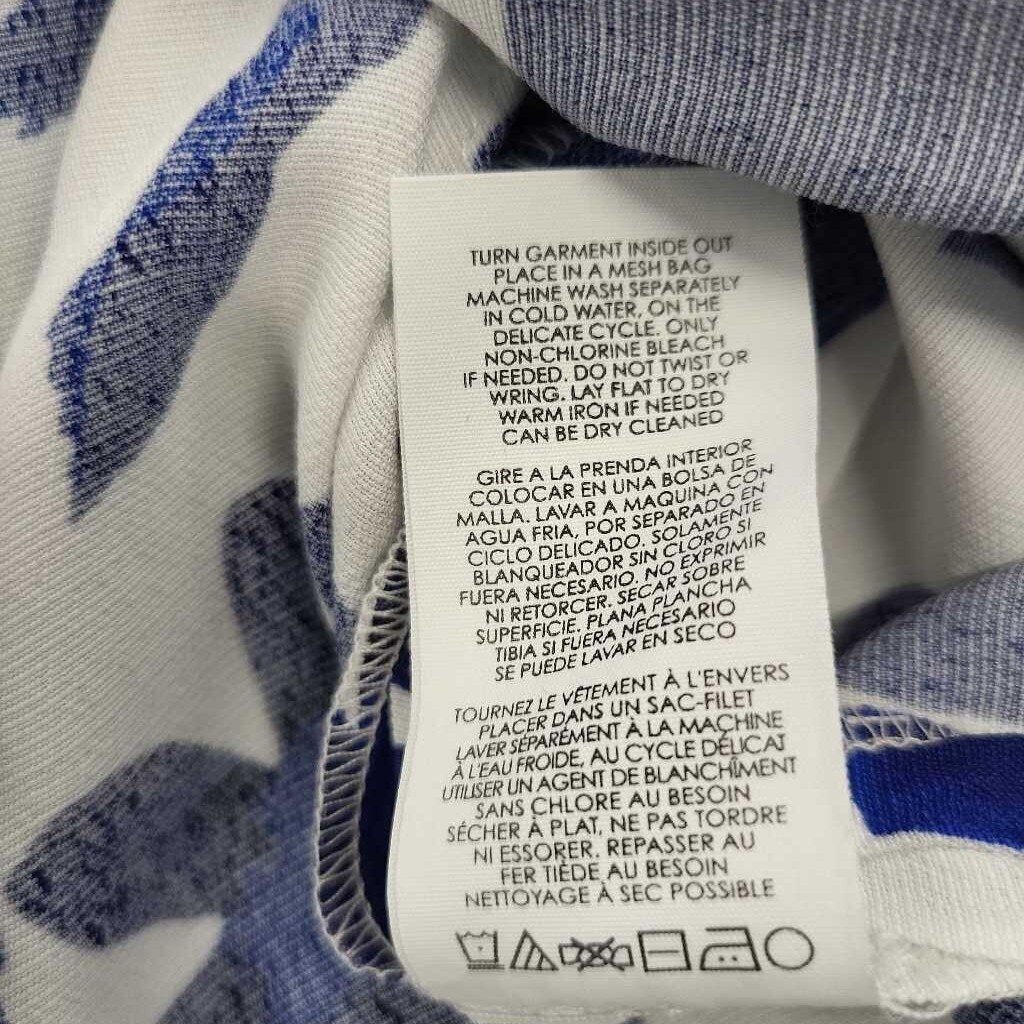 TURN GARMENT INSIDE OUT
PLACE IN A MESH BAG
MACHINE WASH SEPARATELY
IN COLD WATER, ON THE
DELICATE CYCLE. ONLY
NON-CHLORINE BLEACH
IF NEEDED. DO NOT TWIST OR
WRING. LAY FLAT TO DRY
WARM IRON IF NEEDED
CAN BE DRY CLEANED
GIRE A LA PRENDA INTERIOR
COLOCAR EN UNA BOLSA DE
MALLA. LAVAR A MAQUINA CON
AGUA FRIA, POR SEPARADO EN
CICLO DELICADO. SOLAMENTE
BLANQUEADOR SIN CLORO SI
FUERA NECESARIO. NO EXPRIMIR
NI RETORCER. SECAR SOBRE
SUPERFICIE. PLANA PLANCHA
TIBIA SI FUERA NECESARIO
SE PUEDE LAVAR EN SECO
TOURNEZ LE VÊTEMENT À L'ENVERS
PLACER DANS UN SAC-FILET
LAVER SÉPARÉMENT À LA MACHINE
À L'EAU FROIDE, AU CYCLE DÉLICAT
UTILISER UN AGENT DE BLANCHÎMENT
SANS CHLORE AU BESOIN
SÉCHER À PLAT, NE PAS TORDRE
NI ESSORER. REPASSER AU
FER TIÈDE AU BESOIN
NETTOYAGE À SEC POSSIBLE